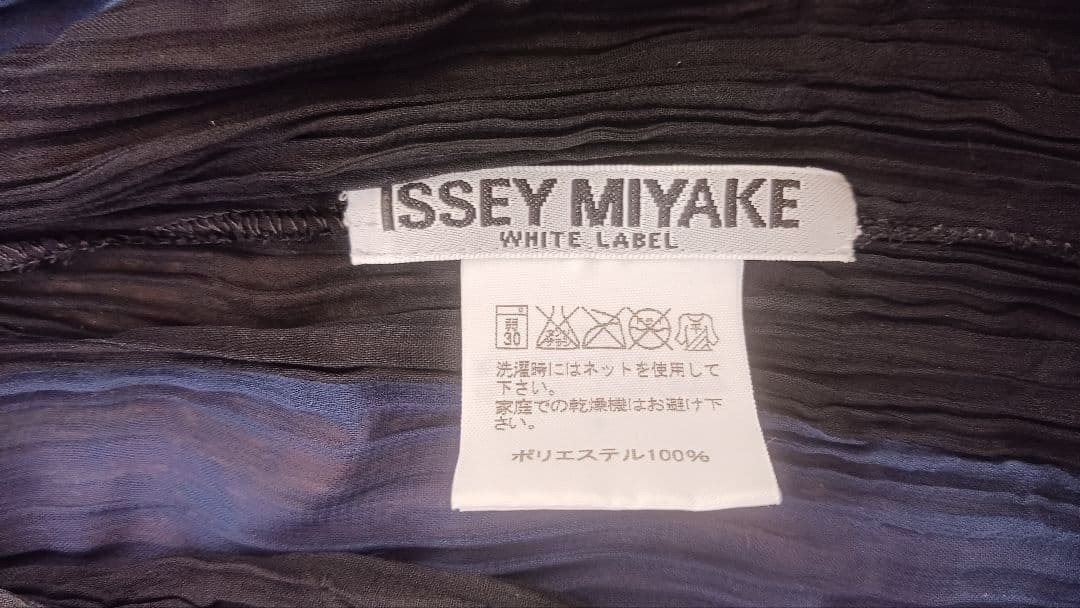 ISSEY MIYAKE
WHITE LABEL
弱
30
洗濯時にはネットを使用して
下さい。
家庭での乾燥機はお避け下
さい。
ポリエステル100%